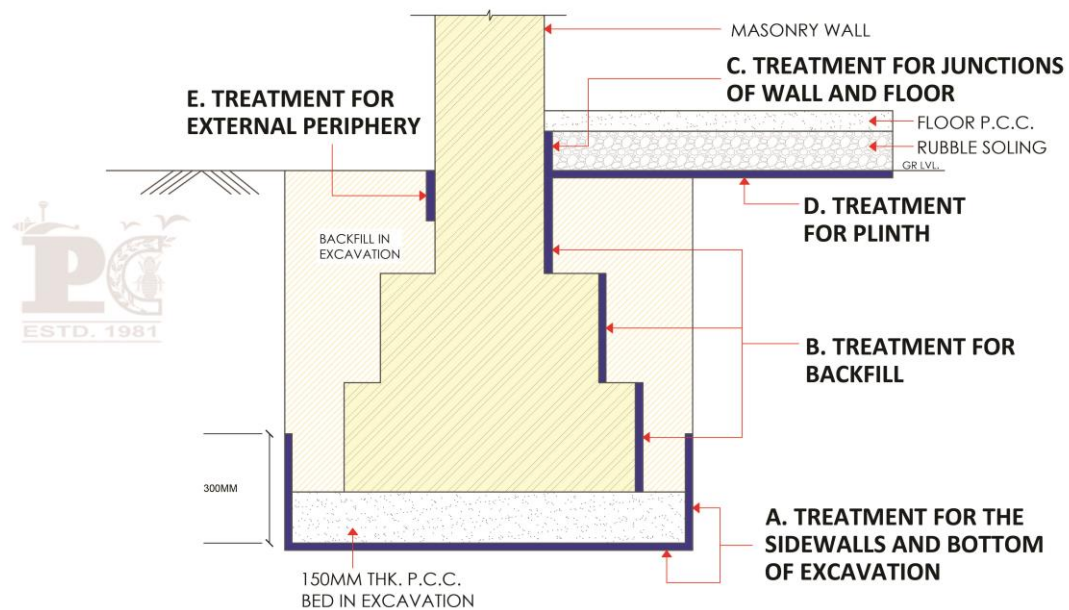 MASONRY WALL
C. TREATMENT FOR JUNCTIONS
OF WALL AND FLOOR
E. TREATMENT FOR
EXTERNAL PERIPHERY
FLOOR P.C.C.
RUBBLE SOLING
GR LVL.
D. TREATMENT
FOR PLINTH
BACKFILL IN
EXCAVATION
PC
ESTD. 1981
B. TREATMENT FOR
BACKFILL
300MM
A. TREATMENT FOR THE
SIDEWALLS AND BOTTOM
OF EXCAVATION
150MM THK. P.C.C.
BED IN EXCAVATION